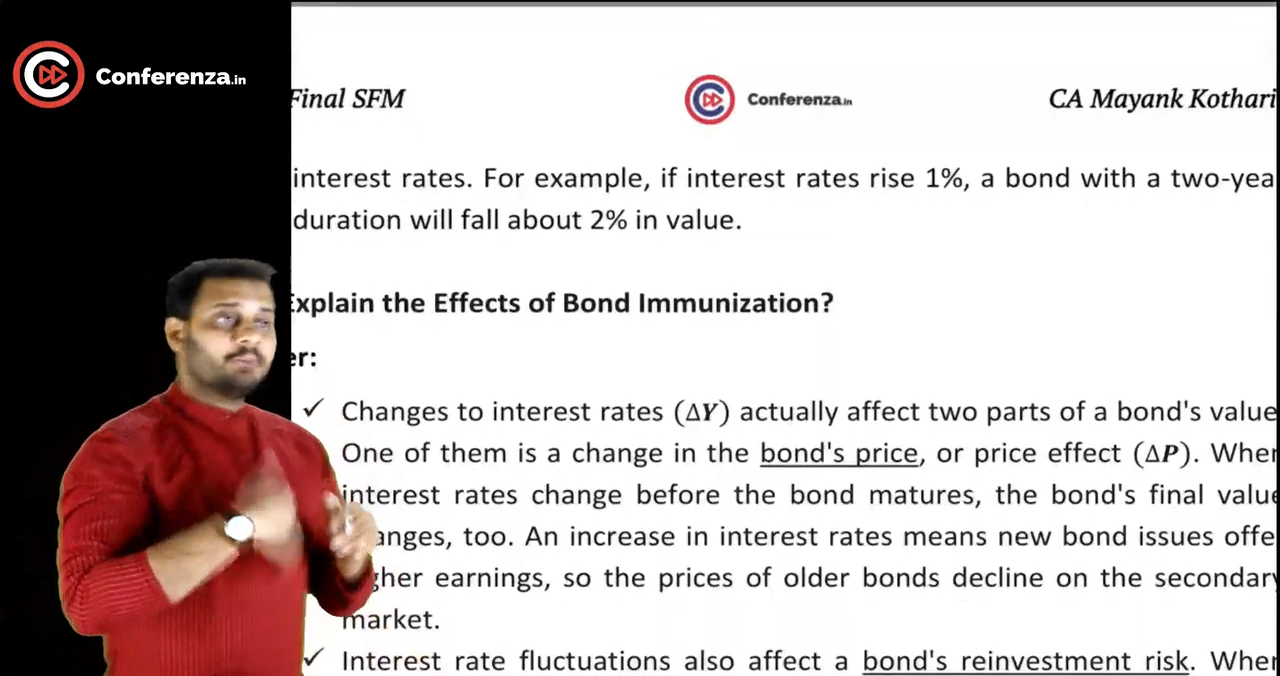 Conferenza.in
Final SFM
Conferenza.in
CA Mayank Kothari
interest rates. For example, if interest rates rise 1%, a bond with a two-yea
duration will fall about 2% in value.
Explain the Effects of Bond Immunization?
er:
✓ Changes to interest rates (ΔY) actually affect two parts of a bond's value
One of them is a change in the bond's price, or price effect (ΔP). When
interest rates change before the bond matures, the bond's final value
anges, too. An increase in interest rates means new bond issues offe
gher earnings, so the prices of older bonds decline on the secondary
market.
✓ Interest rate fluctuations also affect a bond's reinvestment risk. When